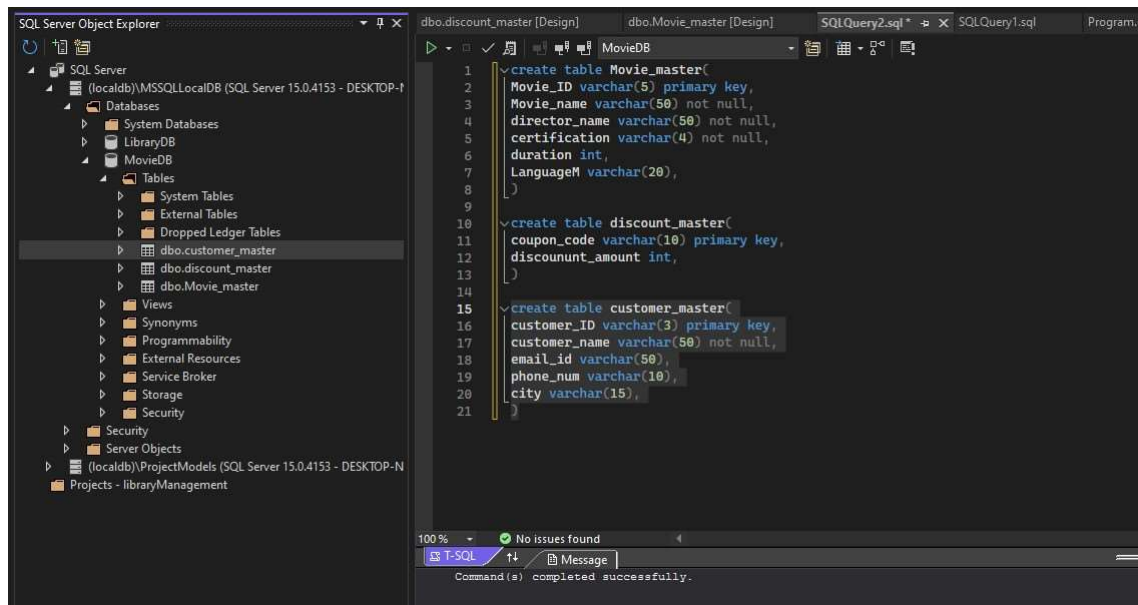 SQL Server Object Explorer
SQL Server
(localdb)\MSSQLLocalDB (SQL Server 15.0.4153 - DESKTOP-
Databases
System Databases
LibraryDB
MovieDB
Tables
System Tables
External Tables
Dropped Ledger Tables
dbo.customer_master
dbo.discount_master
dbo.Movie_master
Views
Synonyms
Programmability
External Resources
Service Broker
Storage
Security
Security
Server Objects
(localdb)\ProjectModels (SQL Server 15.0.4153 - DESKTOP-N
Projects - libraryManagement
dbo.discount_master [Design] dbo.Movie_master [Design] SQLQuery2.sql * SQLQuery1.sql Program.
MovieDB
1 create table Movie_master(
2 Movie_ID varchar(5) primary key,
3 Movie_name varchar(50) not null,
4 director_name varchar(50) not null,
5 certification varchar(4) not null,
6 duration int,
7 LanguageM varchar(20),
8 )
9
10 create table discount_master(
11 coupon_code varchar(10) primary key,
12 discoununt_amount int,
13 )
14
15 create table customer_master(
16 customer_ID varchar(3) primary key,
17 customer_name varchar(50) not null,
18 email_id varchar(50),
19 phone_num varchar(10),
20 city varchar(15),
21 )
100 % No issues found
T-SQL Message
Command(s) completed successfully.